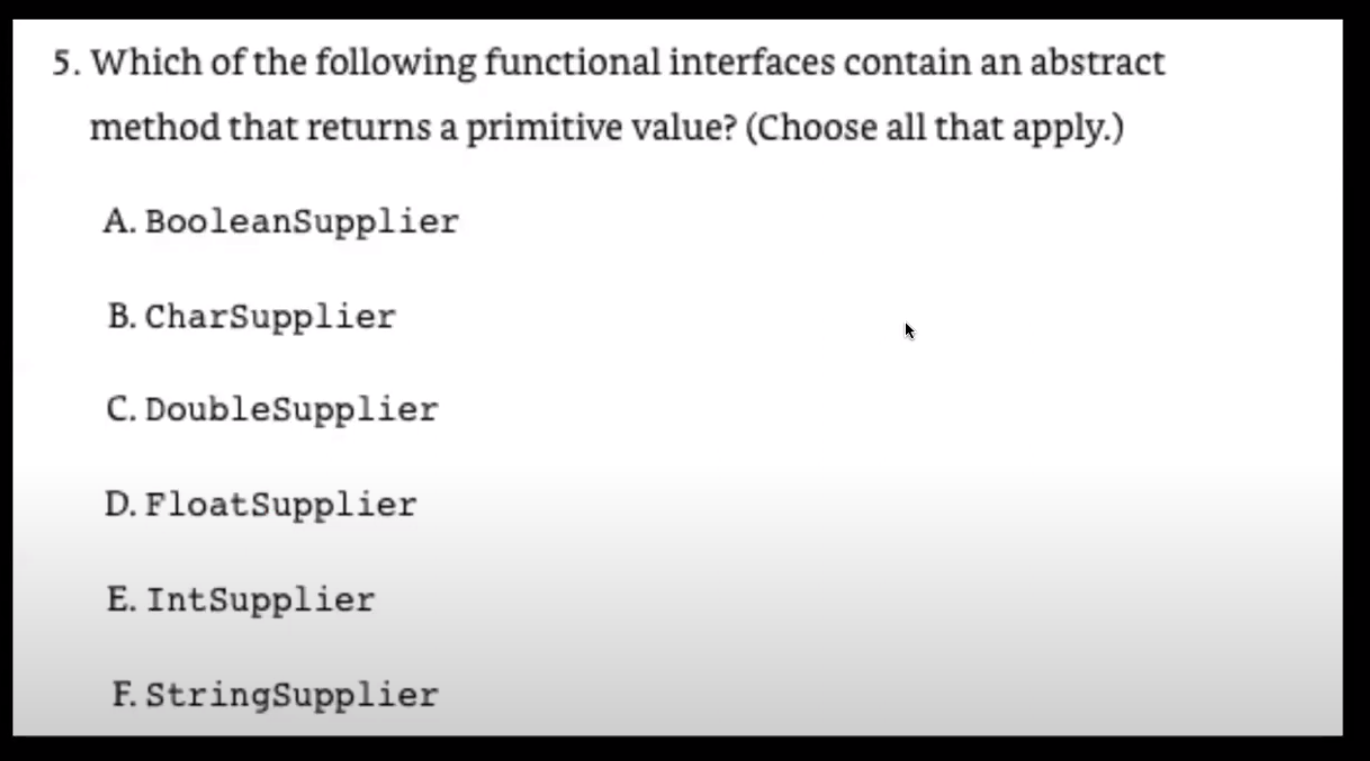 5. Which of the following functional interfaces contain an abstract
method that returns a primitive value? (Choose all that apply.)
A. BooleanSupplier
B. CharSupplier
C. DoubleSupplier
D. FloatSupplier
E. IntSupplier
F. StringSupplier